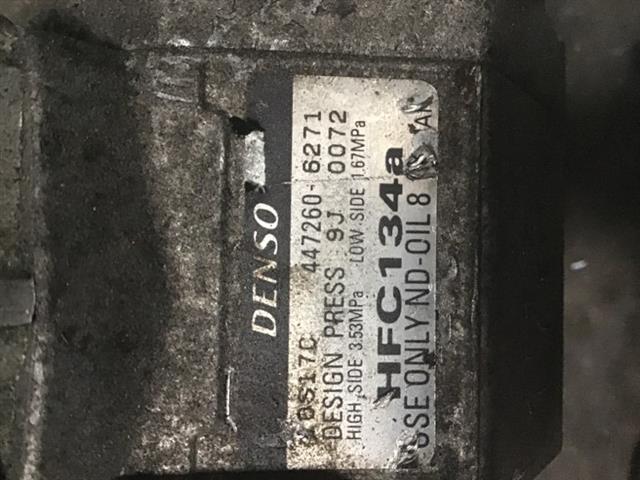 DENSO
10S17C 447260-6271
DESIGN PRESS 9J 0072
HIGH SIDE 3.53MPa LOW SIDE 1.67MPa
HFC134a
USE ONLY ND-OIL 8